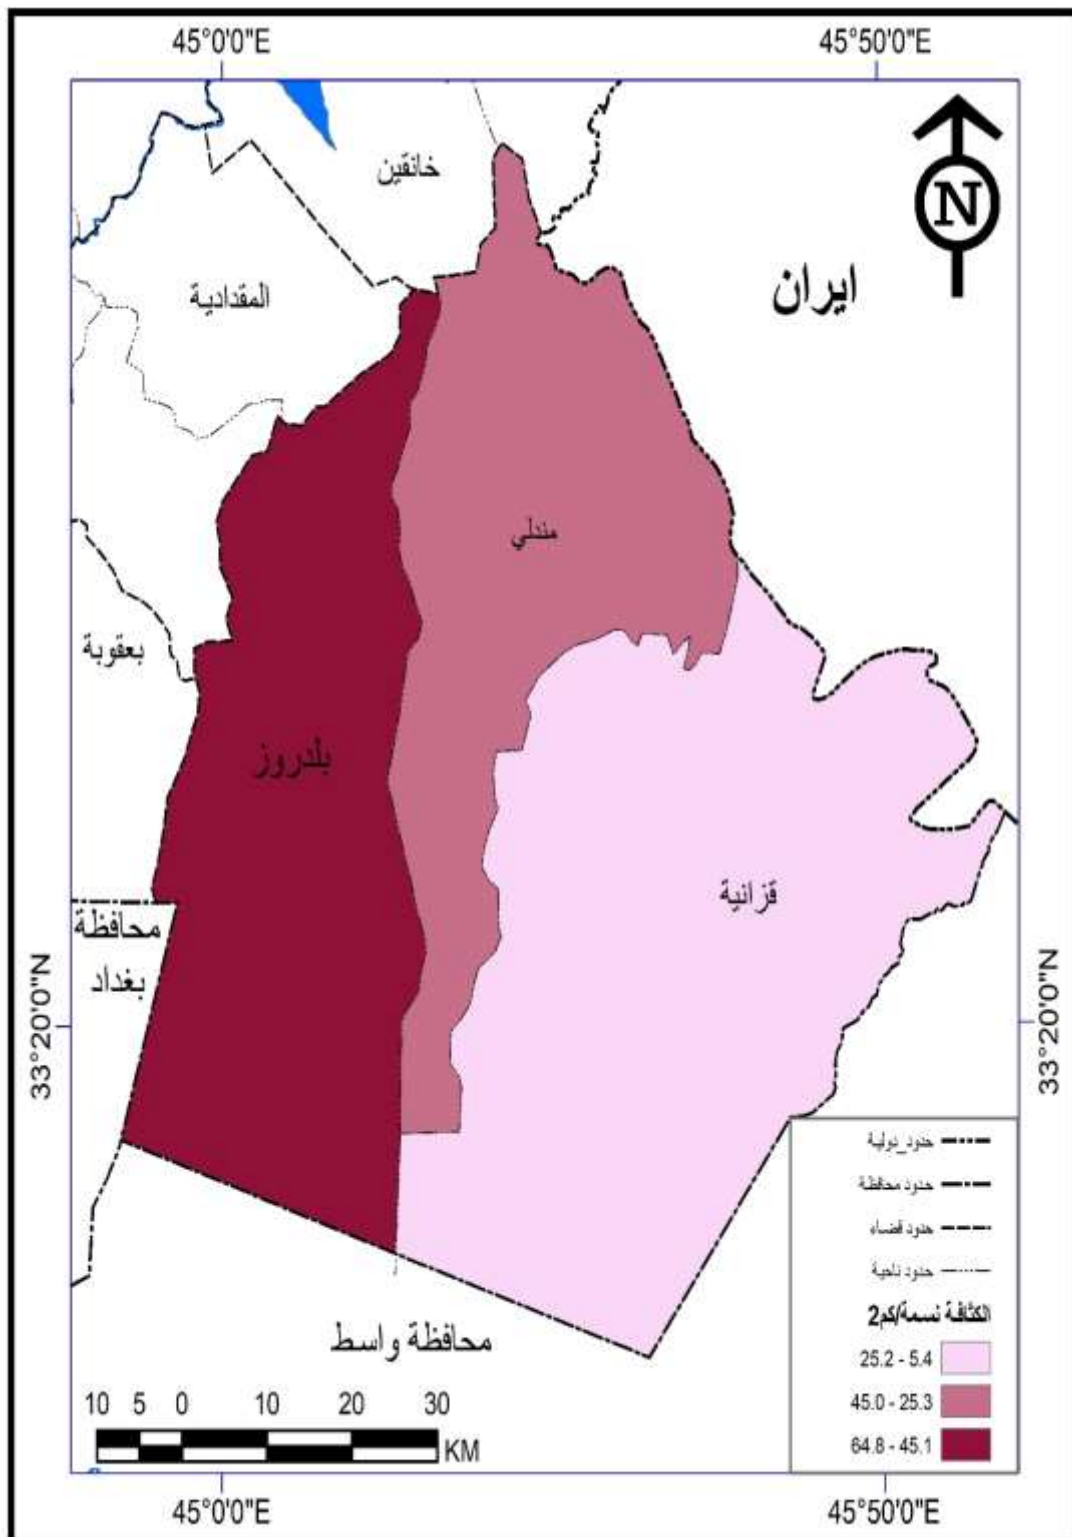 45°0'0"E
45°50'0"E
N
خانقين
ايران
المقدادية
مندلي
بعقوبة
بلدروز
قزانية
محافظة
بغداد
33°20'0"N
33°20'0"N
حدود_دولية
حدود محافظة
حدود قضاء
حدود ناحية
الكثافة نسمة/كم2
25.2 - 5.4
45.0 - 25.3
64.8 - 45.1
محافظة واسط
10 5 0 10 20 30
KM
45°0'0"E
45°50'0"E